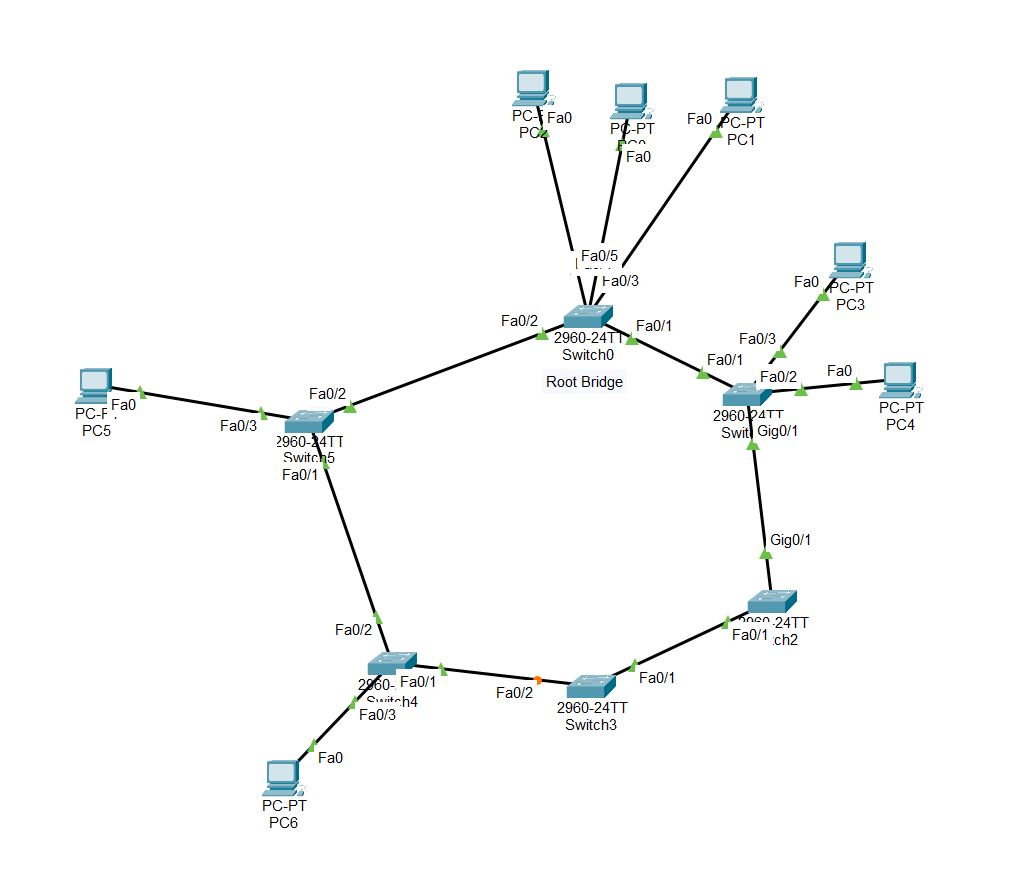 Fa0
PC-PT
Fa0
Fa0
PC-PT
PC1
Fa0/5
Fa0/3
Fa0
PC-PT
PC3
Fa0/2
2960-24TT
Switch0
Root Bridge
Fa0/1
Fa0/3
Fa0/1
Fa0/2
Fa0
PC-PT
PC4
2960-24TT
Gig0/1
Fa0
PC5
Fa0/2
Fa0/3
2960-24TT
Switch5
Fa0/1
Gig0/1
Fa0/1
Fa0/2
Fa0/1
Switch4
Fa0/3
Fa0/2
Fa0/1
2960-24TT
Switch3
Fa0
PC-PT
PC6